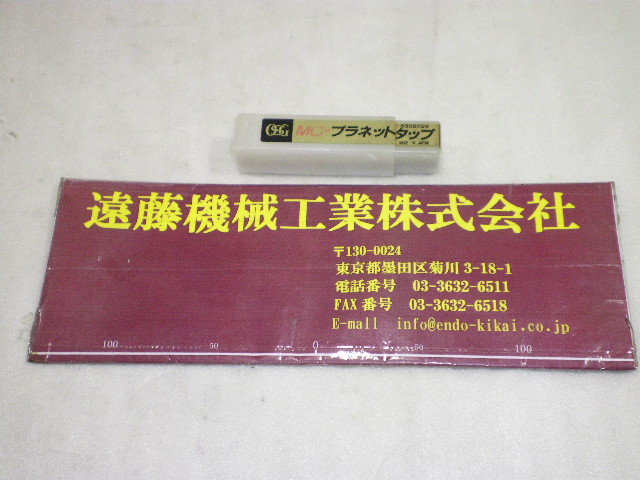 OSG MC-プラネットタップ
MADE IN JAPAN
遠藤機械工業株式会社
〒130-0024
東京都墨田区菊川 3-18-1
電話番号 03-3632-6511
FAX 番号 03-3632-6518
E-mall info@endo-kikai.co.jp
100 50 0 50 100